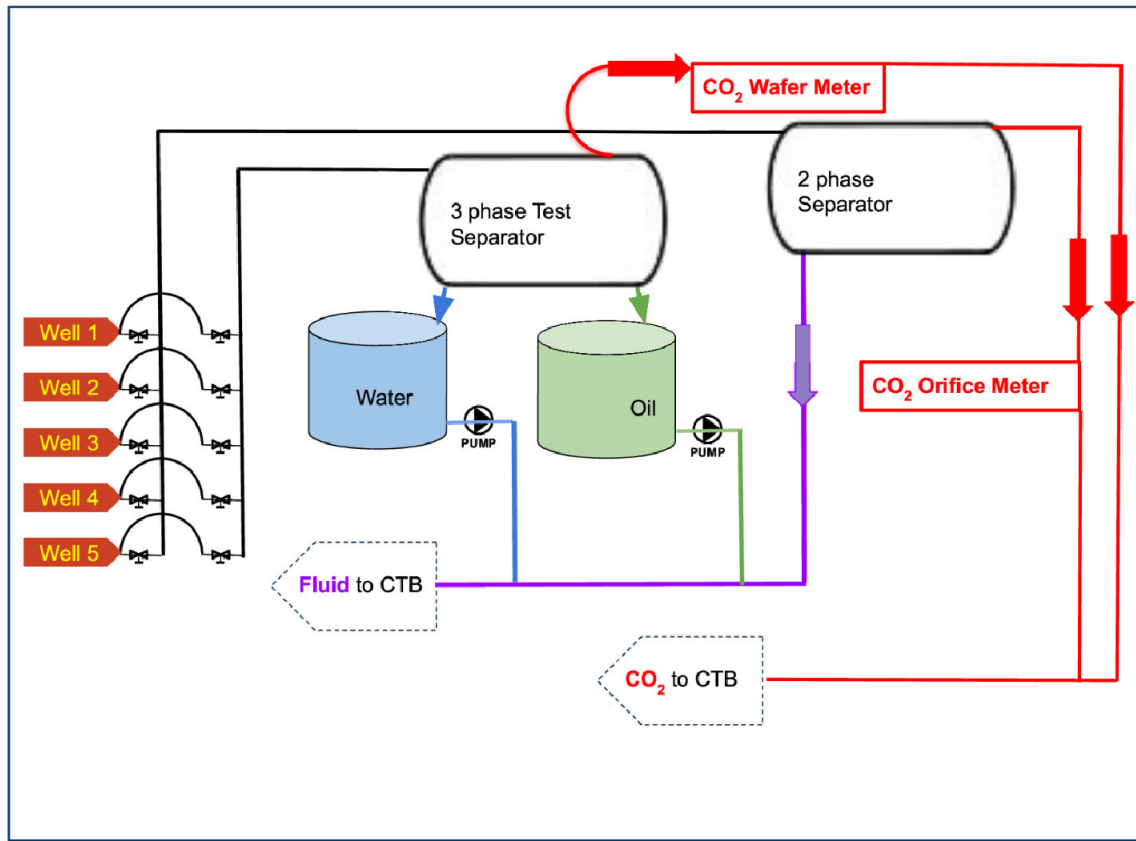 CO₂ Wafer Meter
3 phase Test
Separator
2 phase
Separator
Well 1
Well 2
Well 3
Well 4
Well 5
Water
PUMP
Oil
PUMP
CO₂ Orifice Meter
Fluid to CTB
CO₂ to CTB